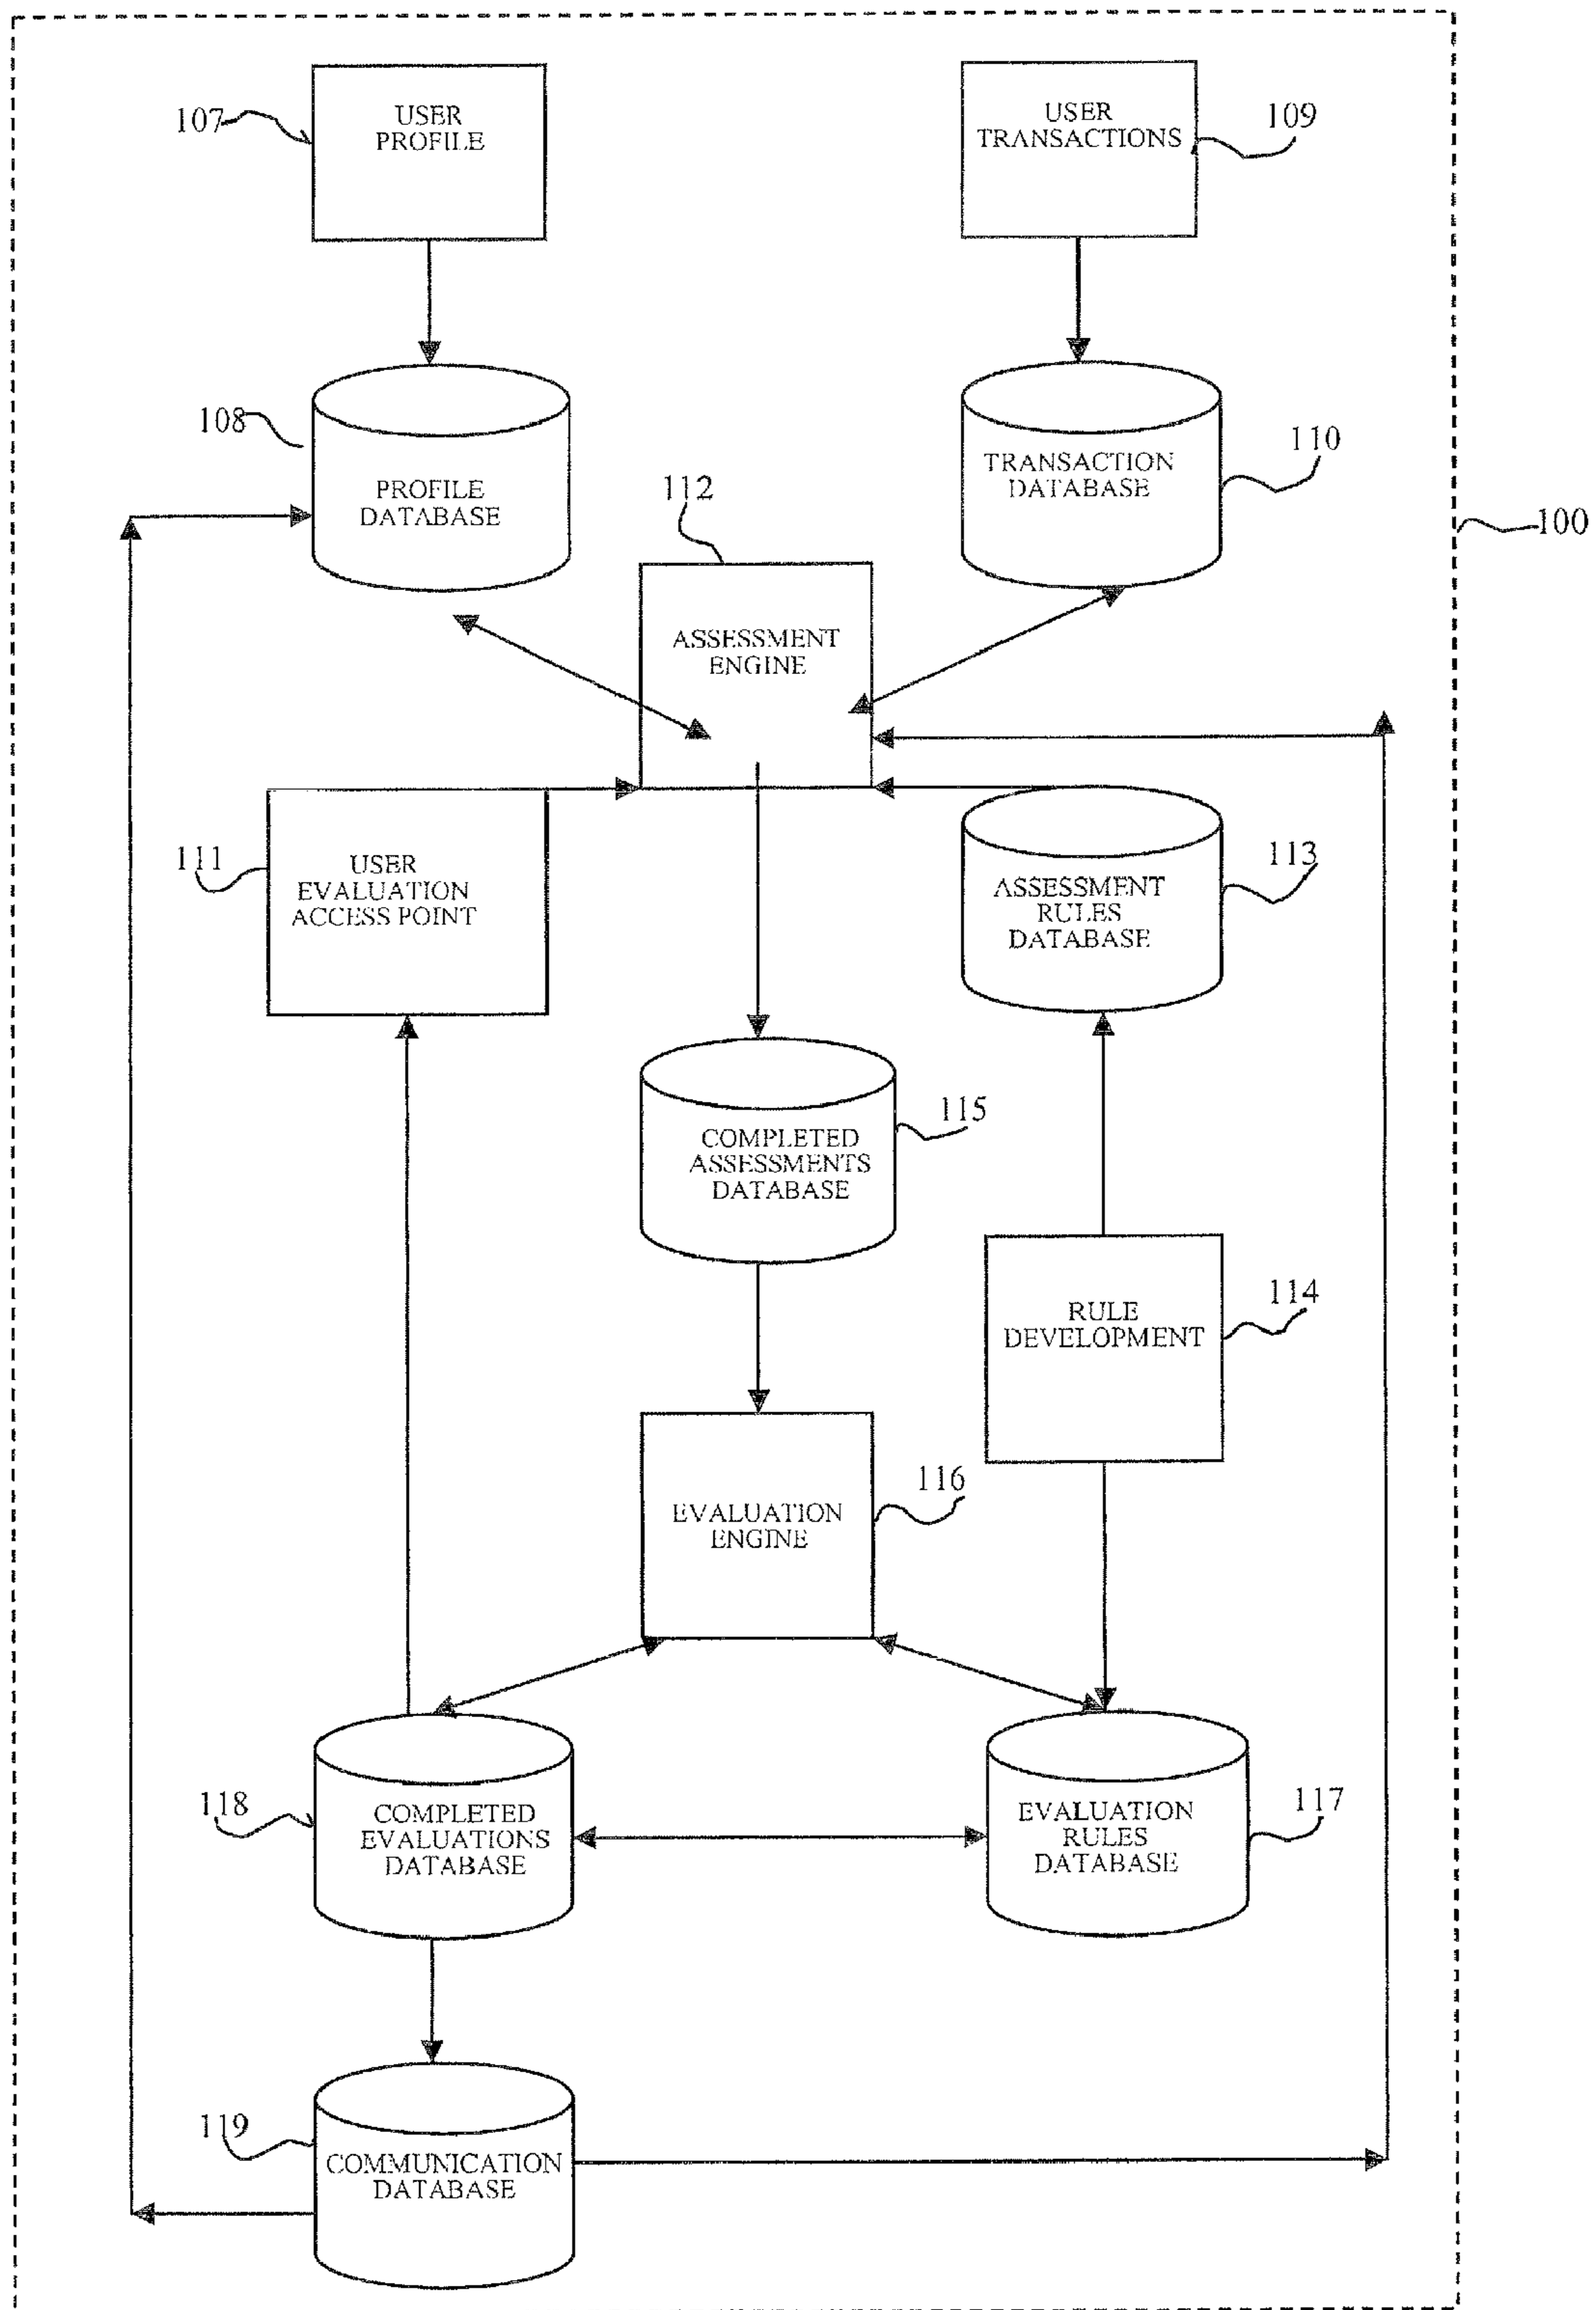 107
USER
PROFILE
USER
TRANSACTIONS
109
108
PROFILE
DATABASE
TRANSACTION
DATABASE
110
112
100
ASSESSMENT
ENGINE
111
USER
EVALUATION
ACCESS POINT
ASSESSMENT
RULES
DATABASE
113
COMPLETED
ASSESSMENTS
DATABASE
115
RULE
DEVELOPMENT
114
EVALUATION
ENGINE
116
118
COMPLETED
EVALUATIONS
DATABASE
EVALUATION
RULES
DATABASE
117
119
COMMUNICATION
DATABASE